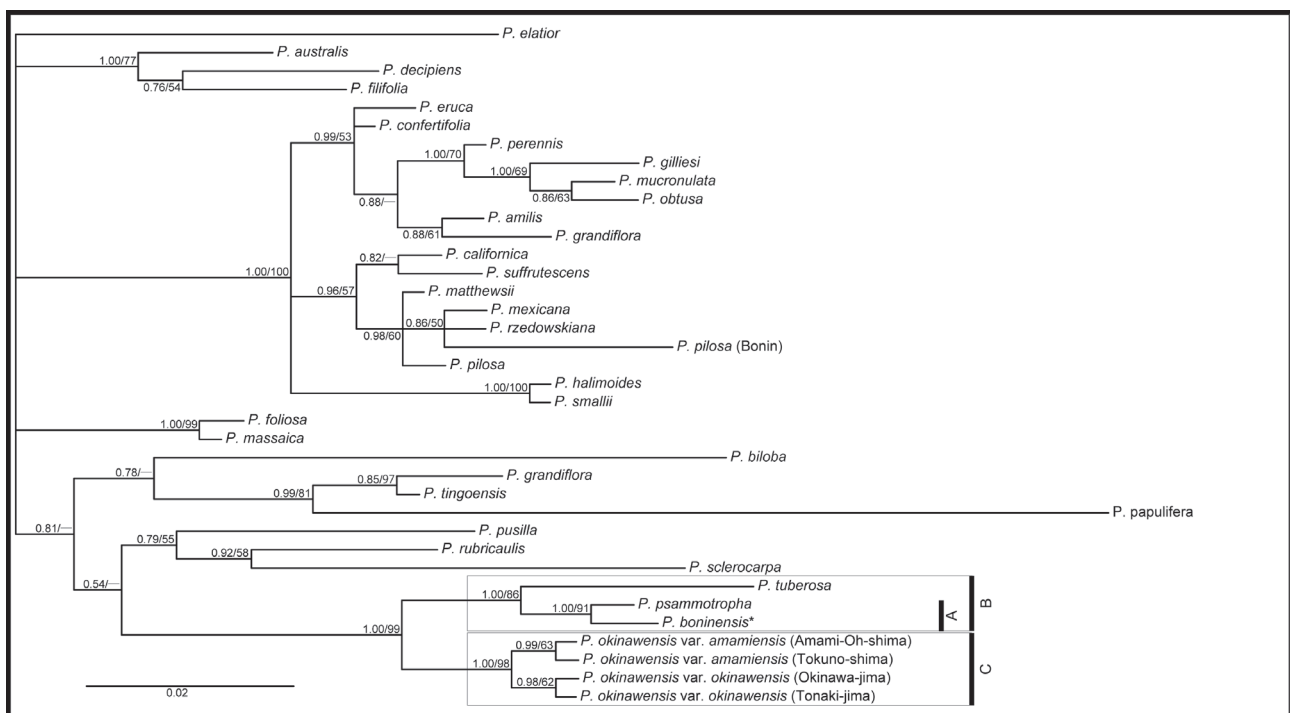 P. elatior
P. australis
1.00/77
P. decipiens
0.76/54
P. filifolia
P. eruca
P. confertifolia
0.99/53
P. perennis
1.00/70
P. gilliesi
1.00/69
P. mucronulata
0.86/63
P. obtusa
0.88/—
P. amilis
0.88/61
P. grandiflora
P. californica
0.82/—
P. suffrutescens
1.00/100
0.96/57
P. matthewsii
P. mexicana
0.86/50
P. rzedowskiana
0.98/60
P. pilosa (Bonin)
P. pilosa
P. halimoides
1.00/100
P. smallii
P. foliosa
1.00/99
P. massaica
P. biloba
0.78/—
P. grandiflora
0.85/97
P. tingoensis
0.99/81
P. papulifera
0.81/—
P. pusilla
0.79/55
P. rubricaulis
0.92/58
P. sclerocarpa
0.54/—
P. tuberosa
1.00/86
P. psammotropha
1.00/91
P. boninensis*
A
B
1.00/99
P. okinawensis var. amamiensis (Amami-Oh-shima)
0.99/63
P. okinawensis var. amamiensis (Tokuno-shima)
1.00/98
P. okinawensis var. okinawensis (Okinawa-jima)
0.98/62
P. okinawensis var. okinawensis (Tonaki-jima)
C
0.02